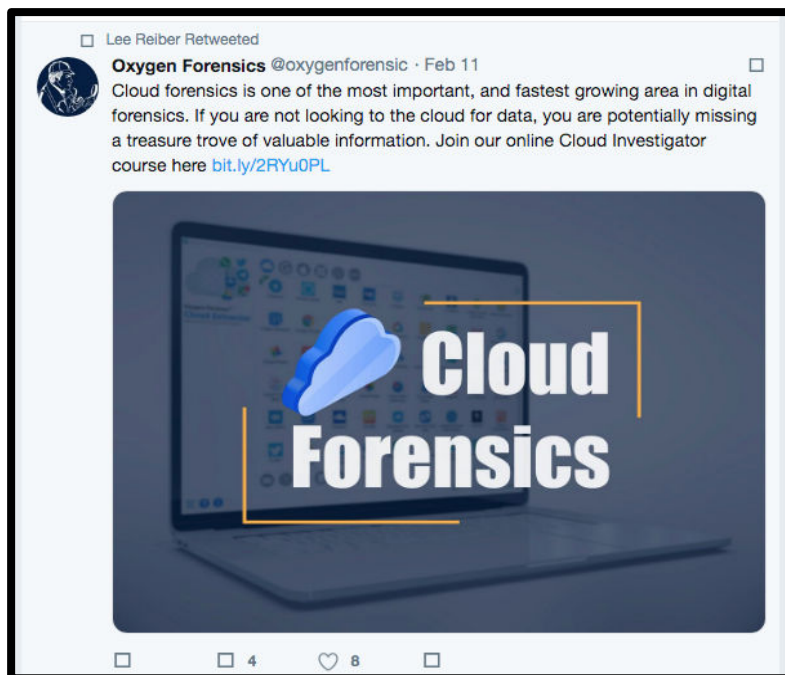 Lee Reiber Retweeted
Oxygen Forensics @oxygenforensic · Feb 11
Cloud forensics is one of the most important, and fastest growing area in digital
forensics. If you are not looking to the cloud for data, you are potentially missing
a treasure trove of valuable information. Join our online Cloud Investigator
course here bit.ly/2RYu0PL
Cloud
Forensics
4 8